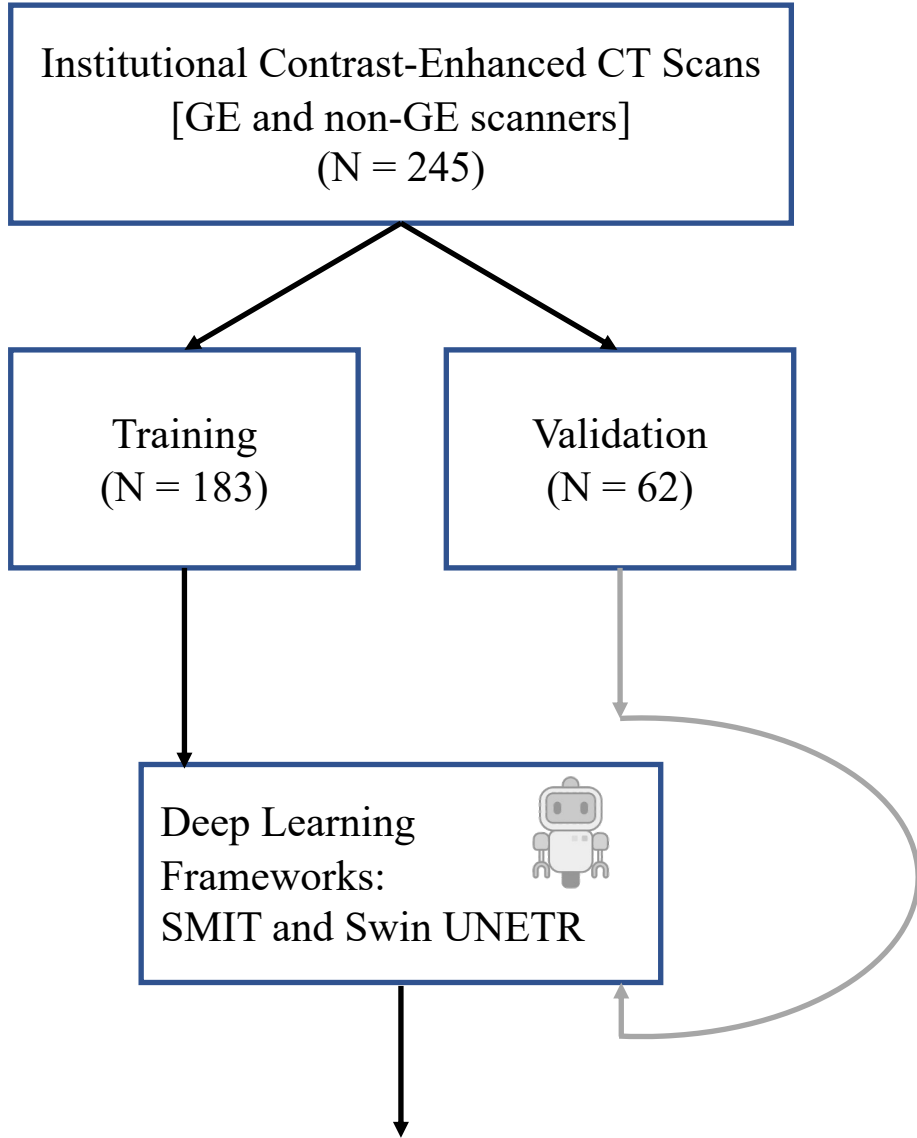 Institutional Contrast-Enhanced CT Scans
[GE and non-GE scanners]
(N = 245)
Training
(N = 183)
Validation
(N = 62)
Deep Learning
Frameworks:
SMIT and Swin UNETR